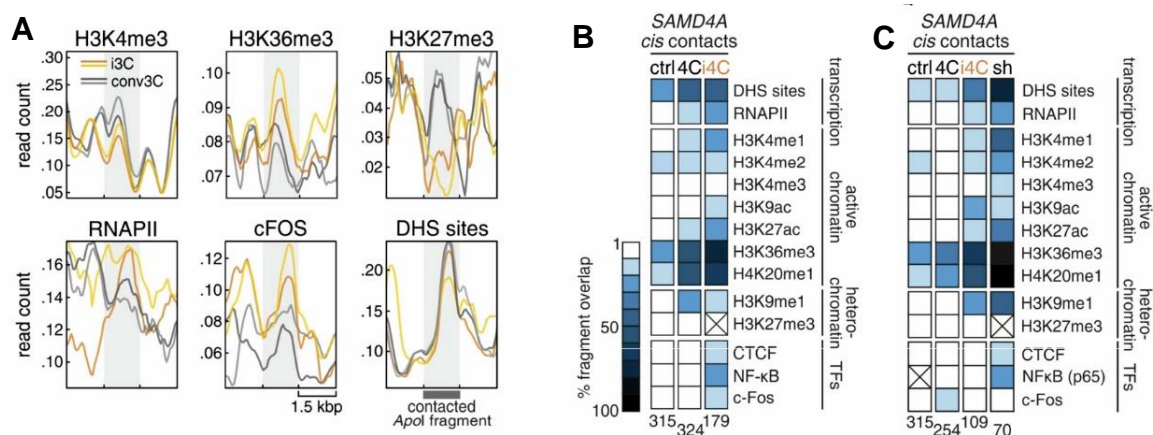 A
H3K4me3
H3K36me3
H3K27me3
.30
.25
.20
.15
.10
.05
i3C
conv3C
.10
.09
.08
.07
.05
.04
.03
.02
read count
RNAPII
cFOS
DHS sites
.15
.10
.12
.10
.08
.06
.20
.15
.10
read count
1.5 kbp
contacted
ApoI fragment
B
SAMD4A
cis contacts
ctrl 4C i4C
DHS sites
RNAPII
transcription
H3K4me1
H3K4me2
H3K4me3
H3K9ac
H3K27ac
H3K36me3
H4K20me1
active
chromatin
H3K9me1
H3K27me3
hetero-
chromatin
CTCF
NF-κB
c-Fos
TFs
% fragment overlap
1
50
100
315 324 179
C
SAMD4A
cis contacts
ctrl 4C i4C sh
DHS sites
RNAPII
transcription
H3K4me1
H3K4me2
H3K4me3
H3K9ac
H3K27ac
H3K36me3
H4K20me1
active
chromatin
H3K9me1
H3K27me3
hetero-
chromatin
CTCF
NFκB (p65)
c-Fos
TFs
315 254 109 70